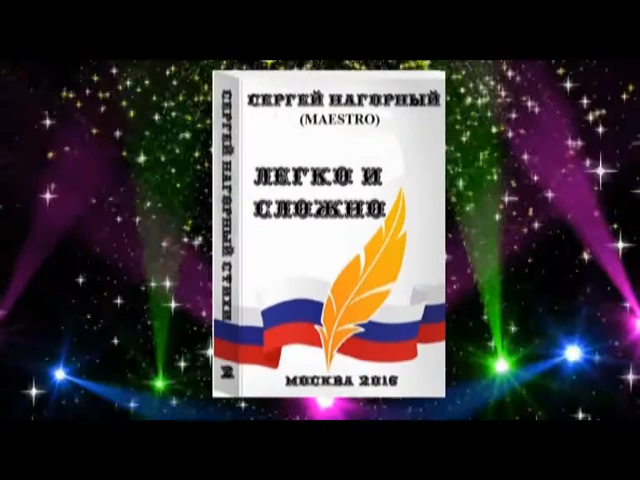 СЕРГЕЙ НАГОРНЫЙ
(MAESTRO)
ЛЕГКО И
СЛОЖНО
МОСКВА 2016
СЕРГЕЙ НАГОРНЫЙ СТИХИ
2